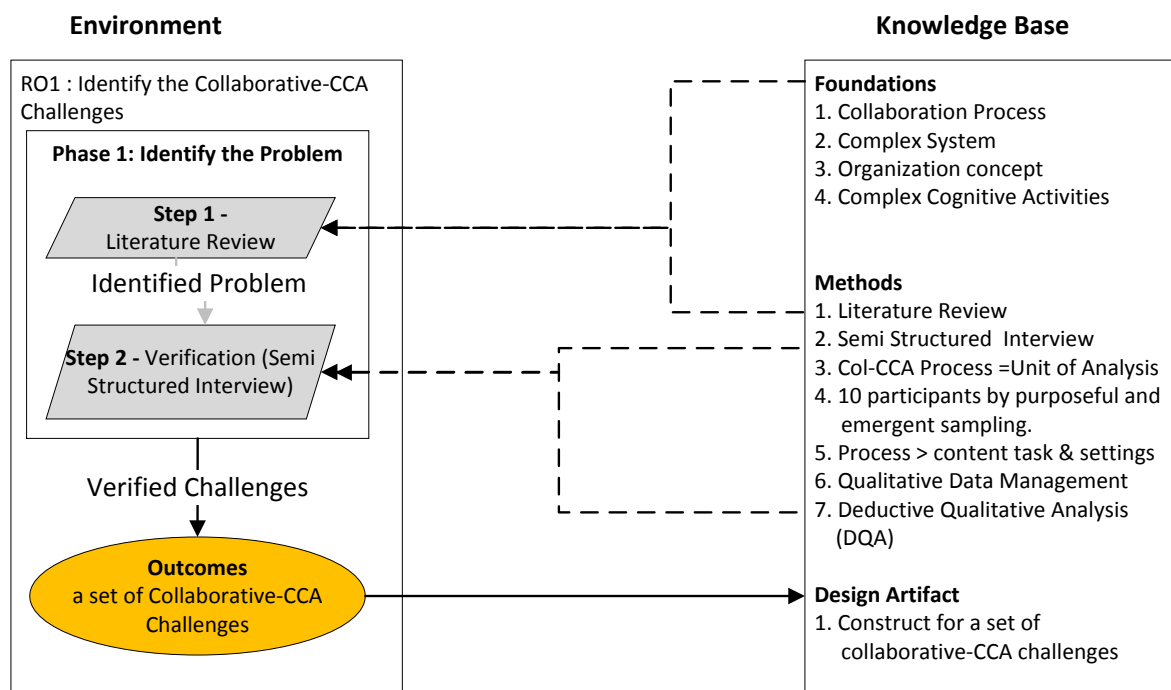 Environment
RO1 : Identify the Collaborative-CCA
Challenges
Phase 1: Identify the Problem
Step 1 -
Literature Review
Identified Problem
Step 2 - Verification (Semi
Structured Interview)
Verified Challenges
Outcomes
a set of Collaborative-CCA
Challenges
Knowledge Base
Foundations
1. Collaboration Process
2. Complex System
3. Organization concept
4. Complex Cognitive Activities
Methods
1. Literature Review
2. Semi Structured Interview
3. Col-CCA Process =Unit of Analysis
4. 10 participants by purposeful and
emergent sampling.
5. Process > content task & settings
6. Qualitative Data Management
7. Deductive Qualitative Analysis
(DQA)
Design Artifact
1. Construct for a set of
collaborative-CCA challenges